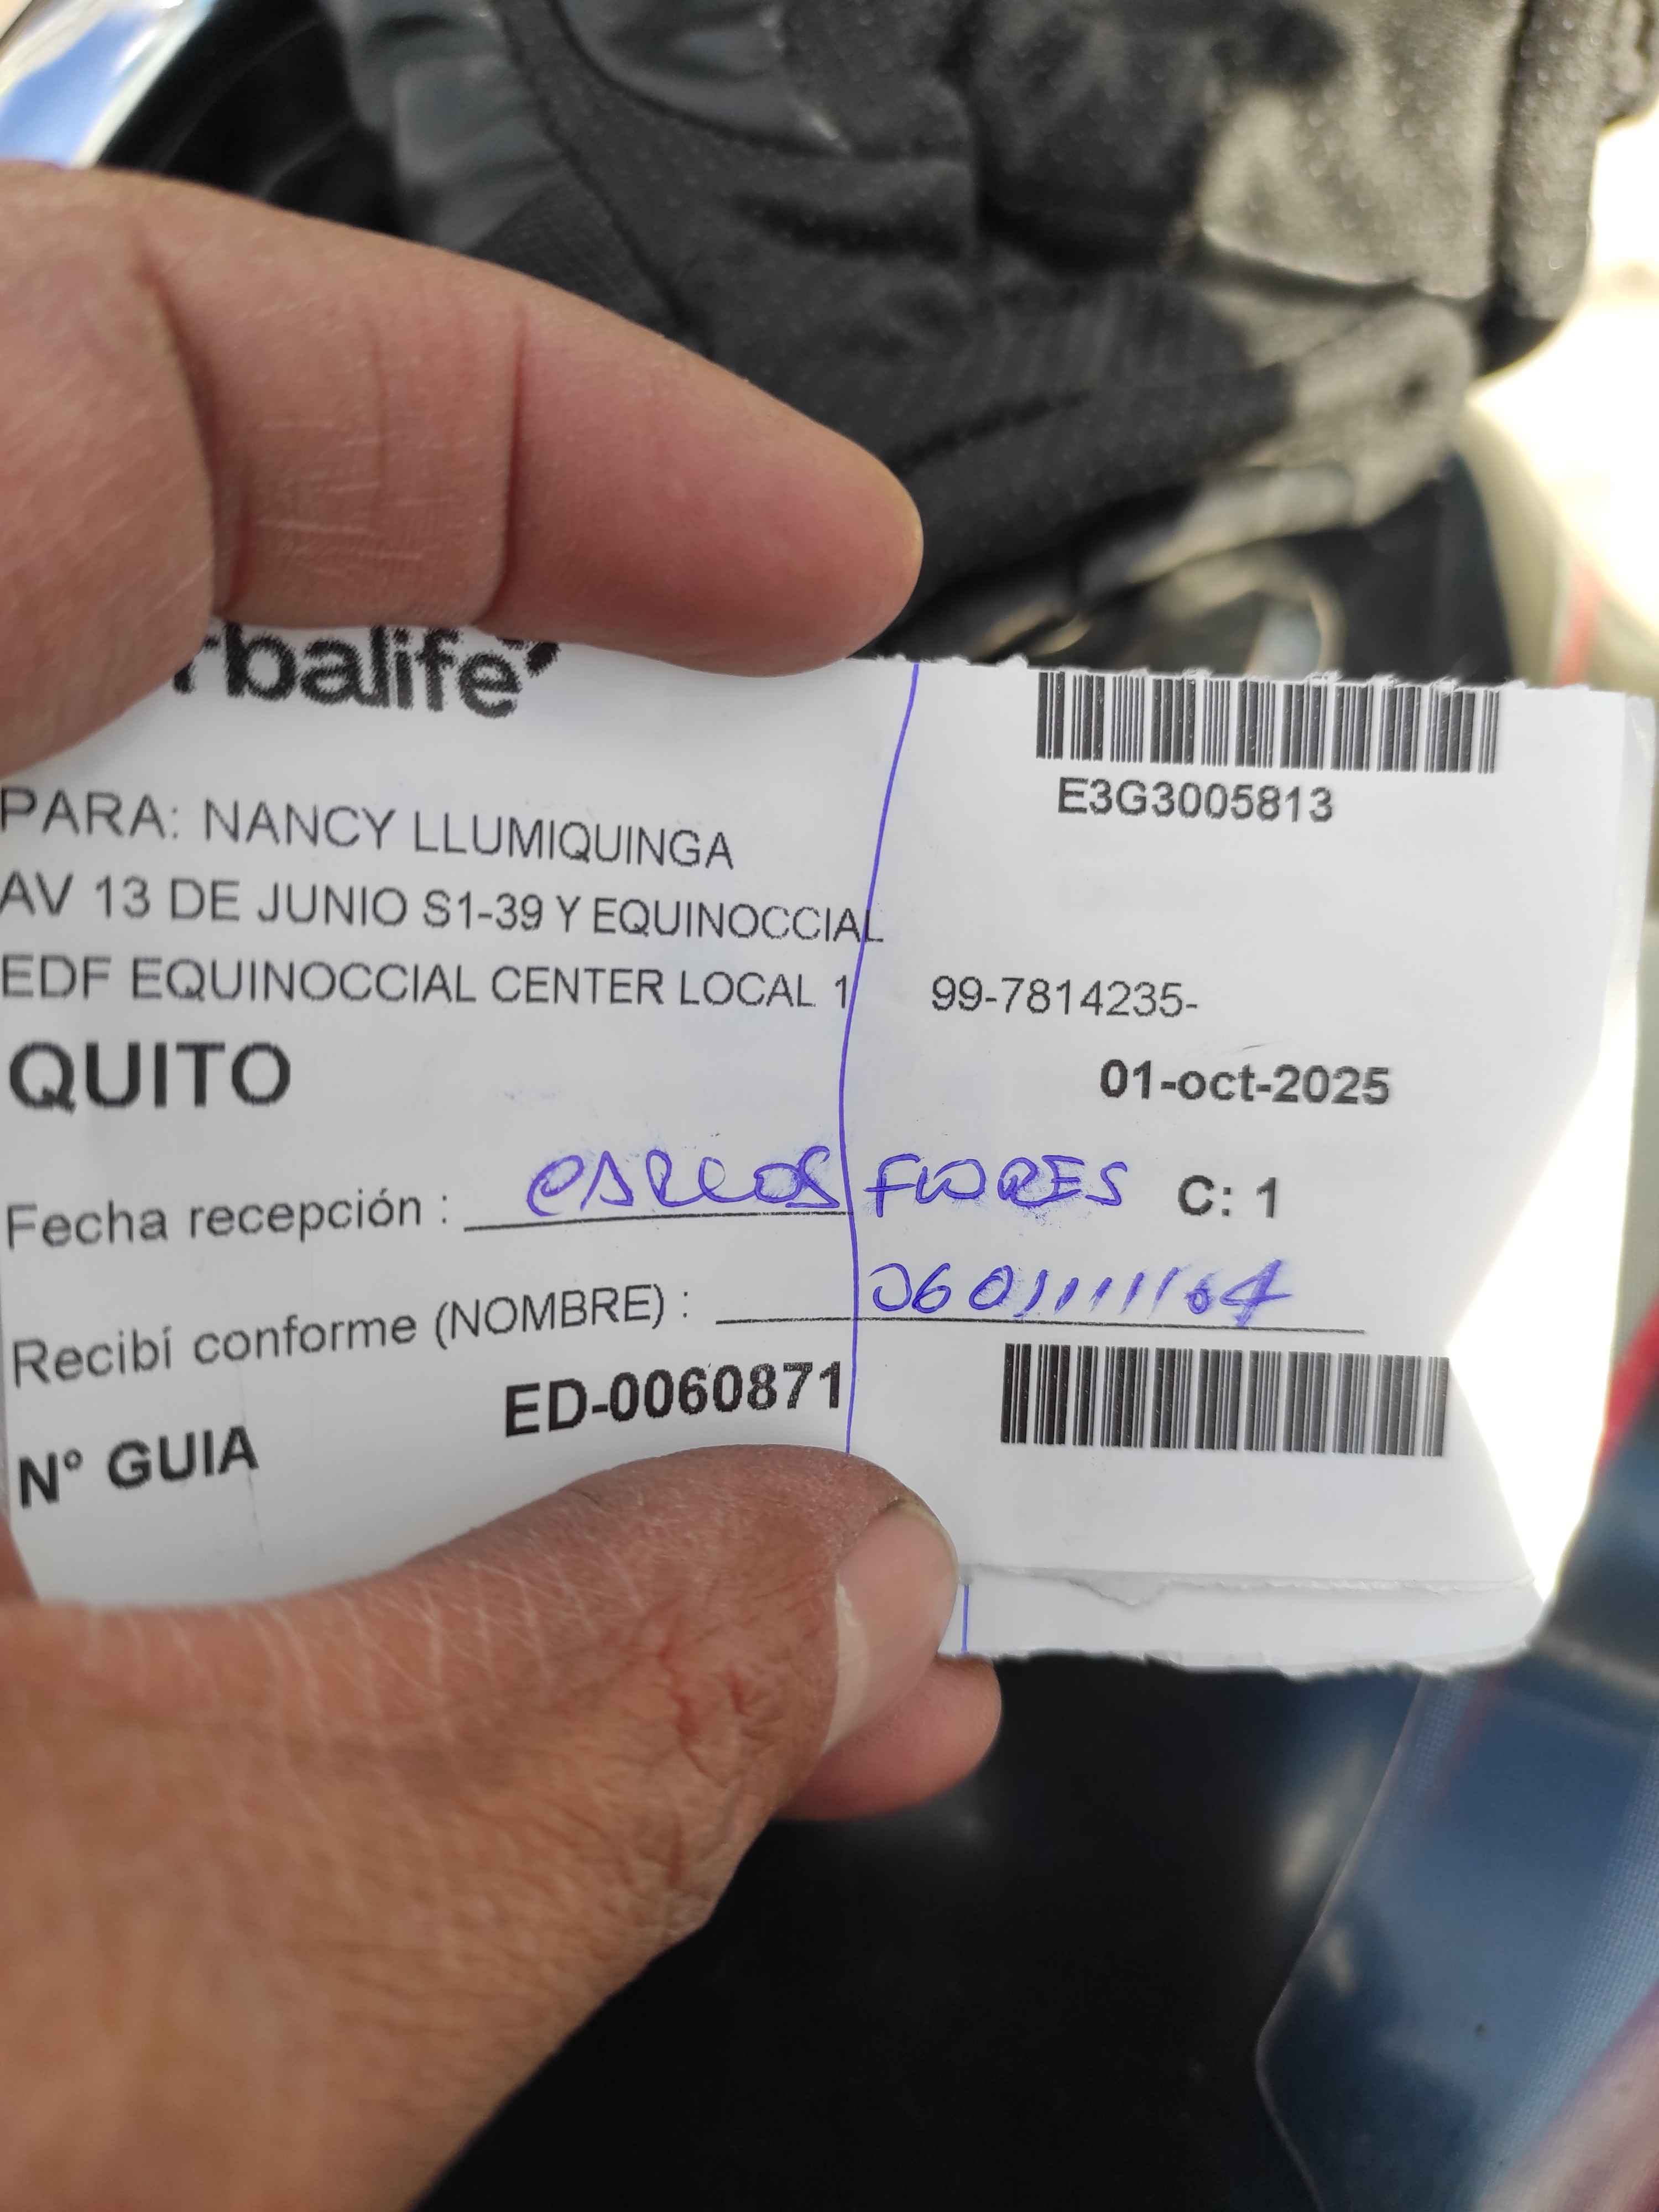 rbalife
E3G3005813
PARA: NANCY LLUMIQUINGA
AV 13 DE JUNIO S1-39 Y EQUINOCCIAL
EDF EQUINOCCIAL CENTER LOCAL 1 99-7814235-
QUITO 01-oct-2025
Fecha recepción : CARLOS FLORES C: 1
Recibí conforme (NOMBRE) :
Nº GUIA ED-0060871